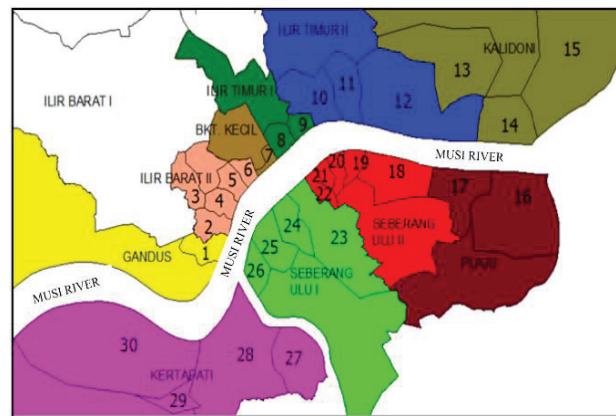 ILIR TIMUR II
15
KALIDONI
13
ILIR BARAT I
ILIR TIMUR I
11
10
12
BKT. KECIL
9
14
8
7
MUSI RIVER
ILIR BARAT II
6
5
3
4
2
20
19
21
18
22
17
16
SEBERANG
ULU II
PLAJU
24
23
25
26
SEBERANG
ULU I
1
GANDUS
MUSI RIVER
MUSI RIVER
30
28
27
KERTAPATI
29